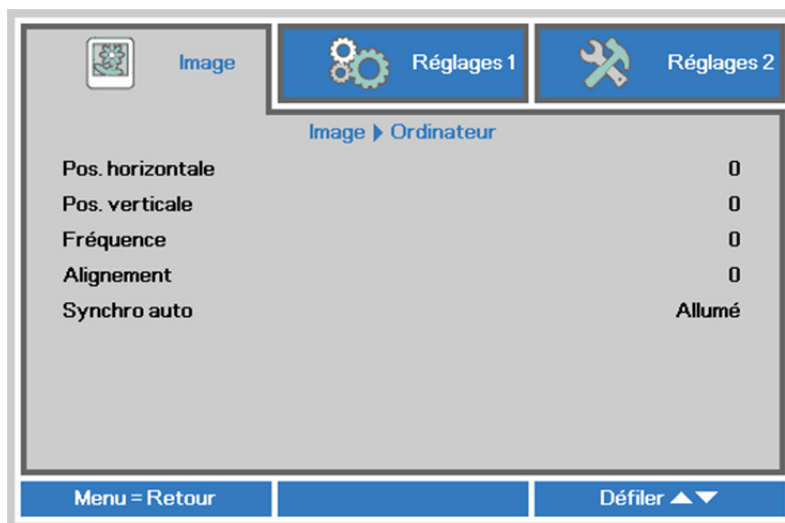 Image Réglages 1 Réglages 2
Image Ordinateur
Pos. horizontale 0
Pos. verticale 0
Fréquence 0
Alignement 0
Synchro auto Allumé
Menu = Retour Défiler